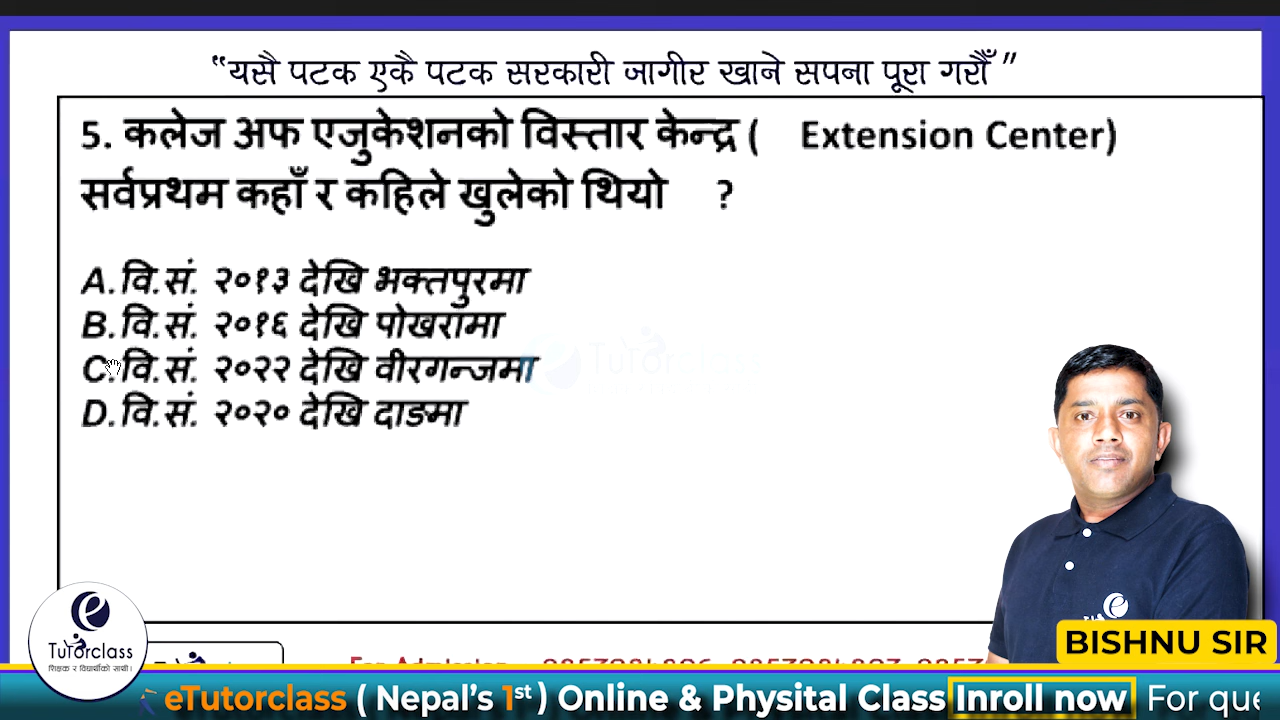 “यसै पटक एकै पटक सरकारी जागीर खाने सपना पूरा गरौँ ”
5. कलेज अफ एजुकेशनको विस्तार केन्द्र ( Extension Center)
सर्वप्रथम कहाँ र कहिले खुलेको थियो ?
A.वि.सं. २०१३ देखि भक्तपुरमा
B.वि.सं. २०१६ देखि पोखरामा
C.वि.सं. २०२२ देखि वीरगन्जमा
D.वि.सं. २०२० देखि दाङमा
TuTorclass
BISHNU SIR
TuTorclass
शिक्षक र विद्यार्थीको साथी।
eTutorclass ( Nepal’s 1st ) Online & Physital Class Inroll now For que